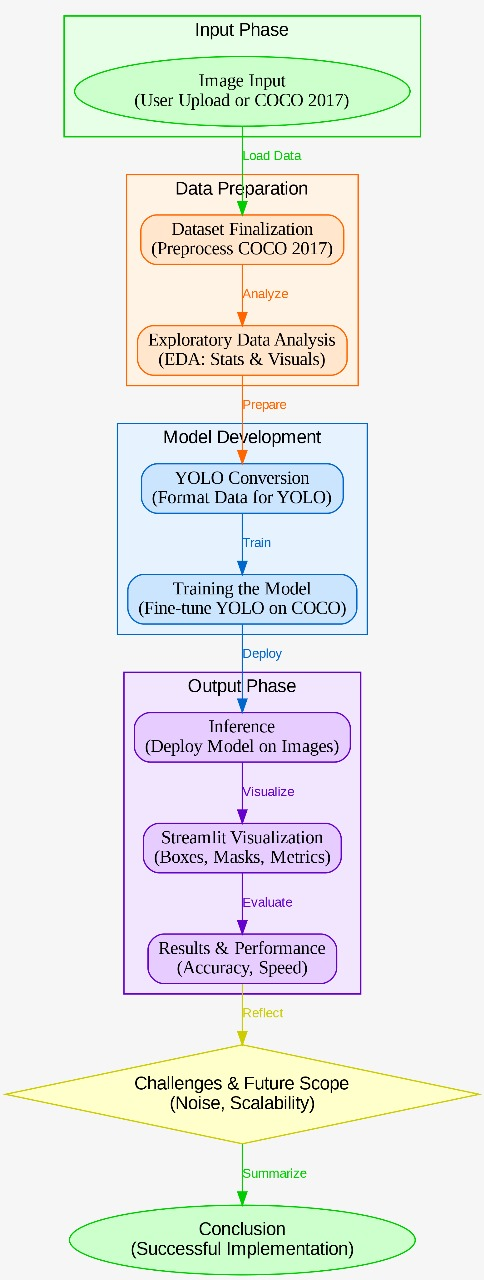 Input Phase
Image Input
(User Upload or COCO 2017)
Load Data
Data Preparation
Dataset Finalization
(Preprocess COCO 2017)
Analyze
Exploratory Data Analysis
(EDA: Stats & Visuals)
Prepare
Model Development
YOLO Conversion
(Format Data for YOLO)
Train
Training the Model
(Fine-tune YOLO on COCO)
Deploy
Output Phase
Inference
(Deploy Model on Images)
Visualize
Streamlit Visualization
(Boxes, Masks, Metrics)
Evaluate
Results & Performance
(Accuracy, Speed)
Reflect
Challenges & Future Scope
(Noise, Scalability)
Summarize
Conclusion
(Successful Implementation)